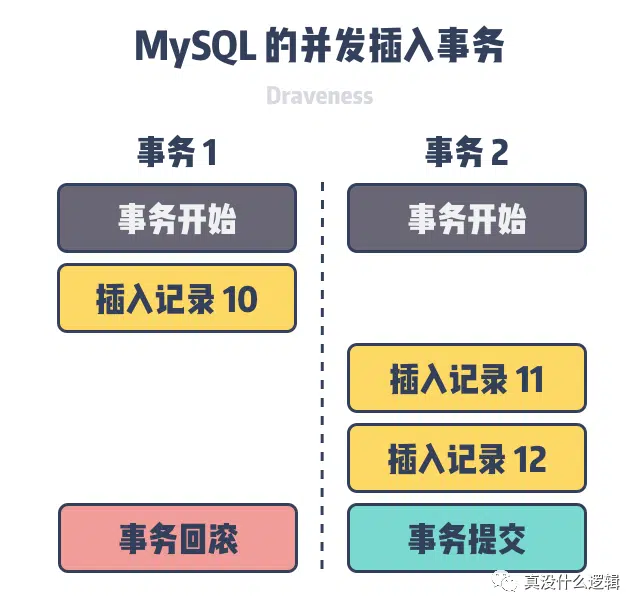 MySQL 的并发插入事务
Draveness
事务 1
事务 2
事务开始
事务开始
插入记录 10
插入记录 11
插入记录 12
事务回滚
事务提交
真没什么逻辑